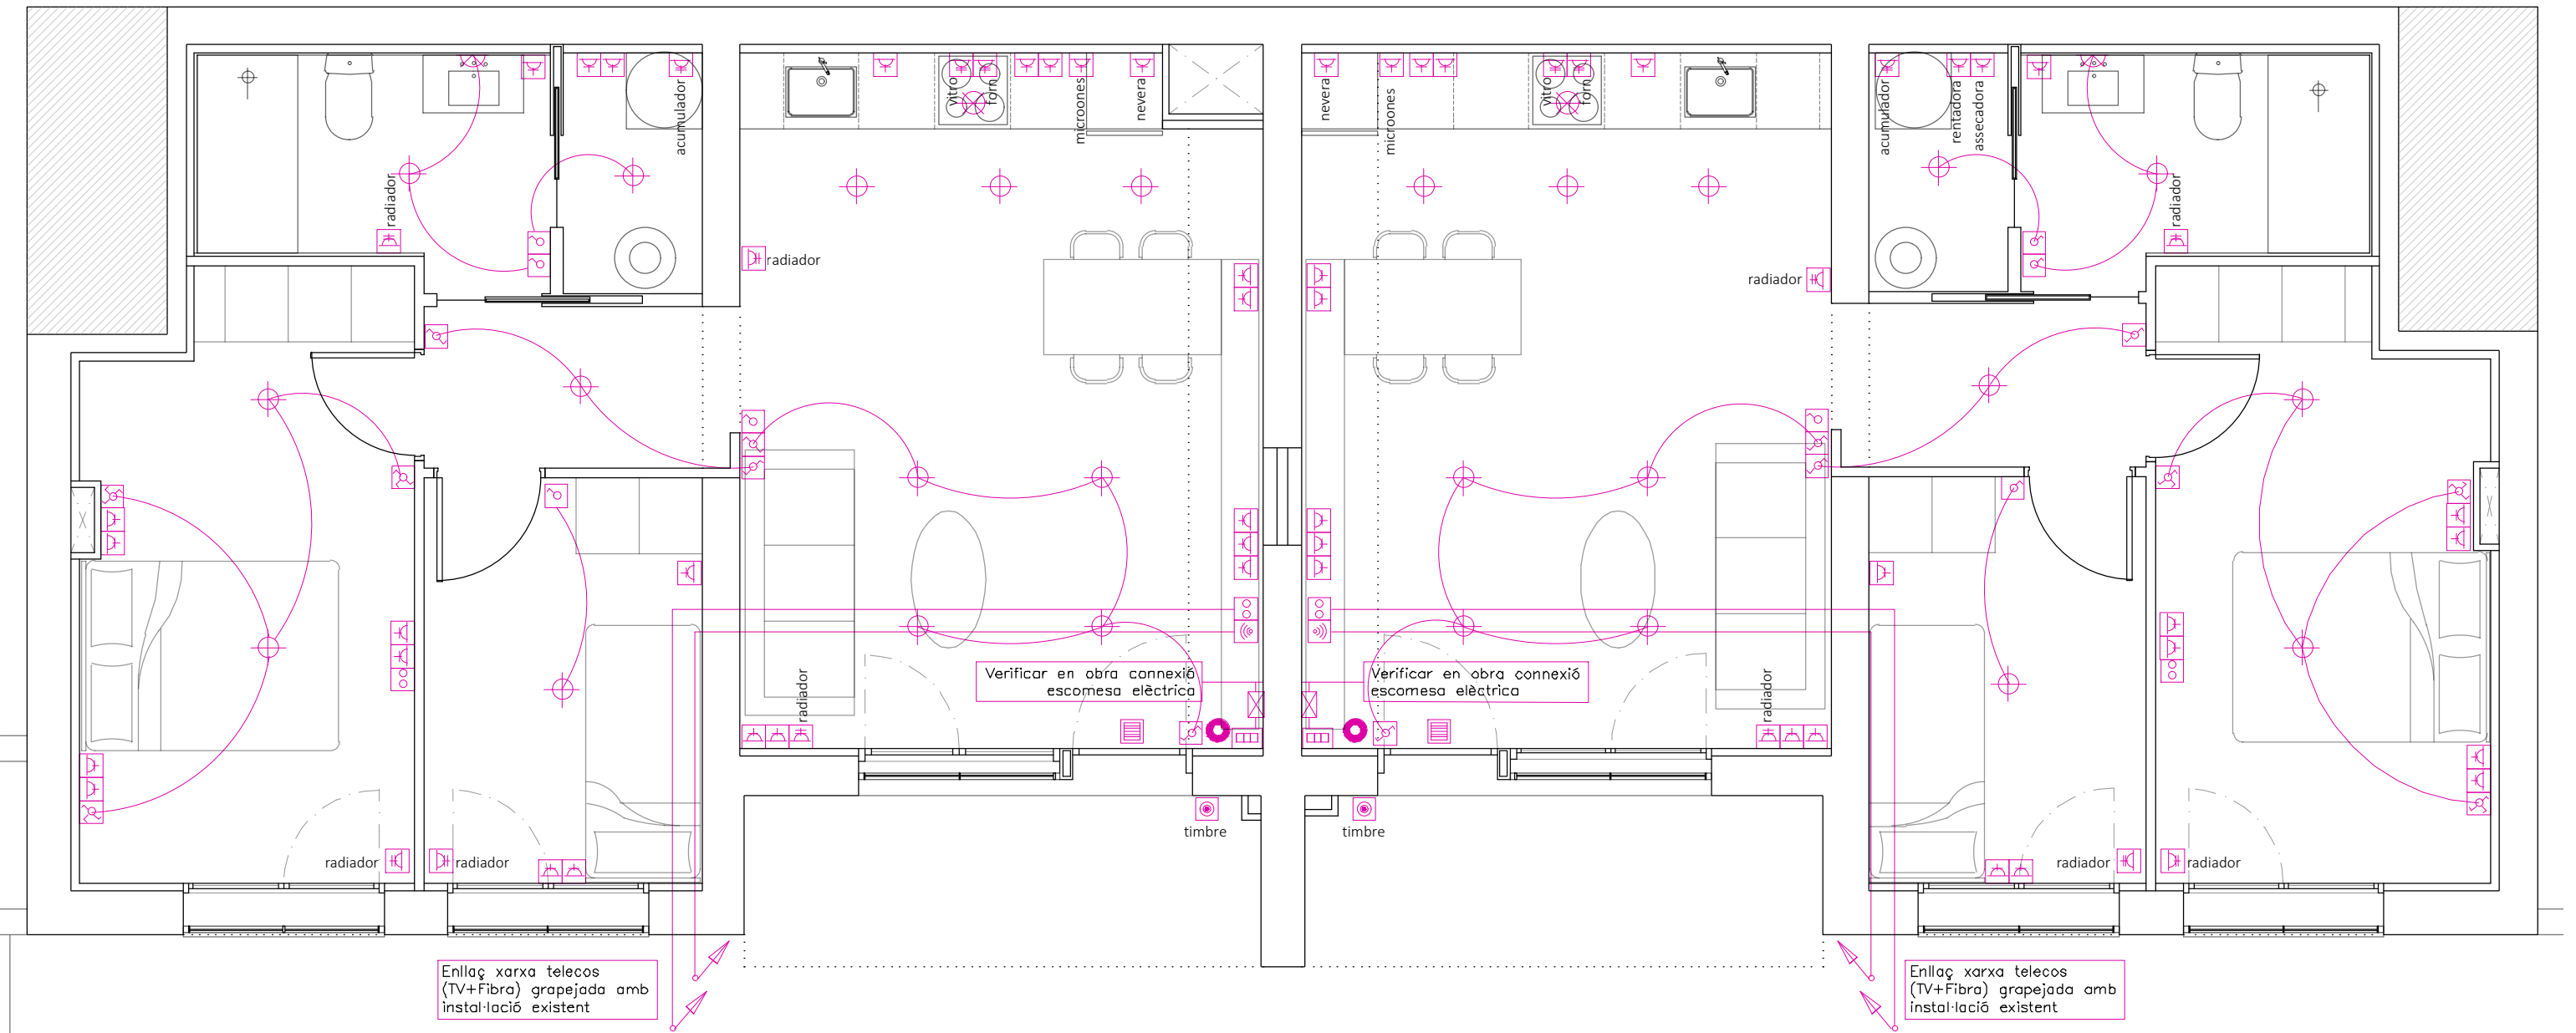 acumulador
vitro
forn
microones
nevera
nevera
microones
vitro
forn
acumulador
rentadora
assecadora
radiador
radiador
radiador
radiador
radiador
radiador
Verificar en obra connexió
escomesa elèctrica
Verificar en obra connexió
escomesa elèctrica
timbre
timbre
radiador
radiador
radiador
radiador
Enllaç xarxa telecos
(TV+Fibra) grapejada amb
instal·lació existent
Enllaç xarxa telecos
(TV+Fibra) grapejada amb
instal·lació existent